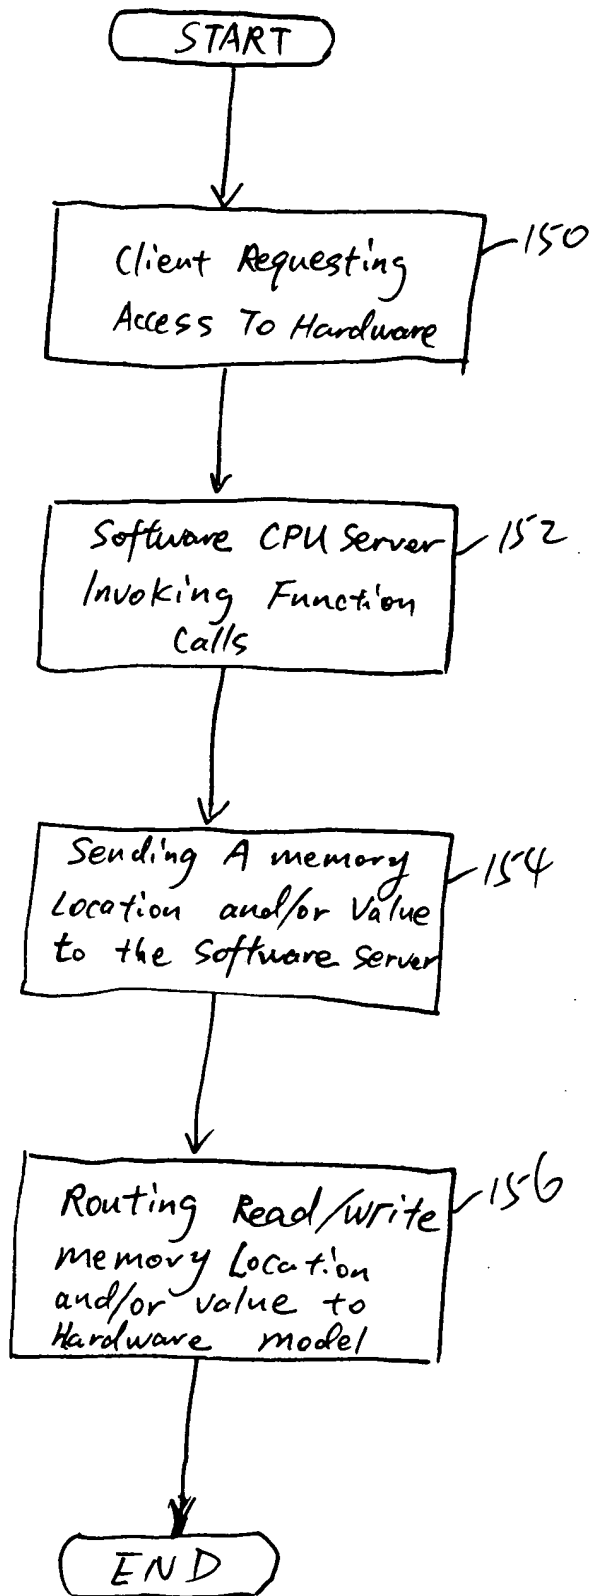 START
Client Requesting
Access To Hardware
150
Software CPU Server
Invoking Function
Calls
152
Sending A memory
Location and/or Value
to the Software Server
154
Routing Read/write
memory Location
and/or value to
Hardware model
156
END